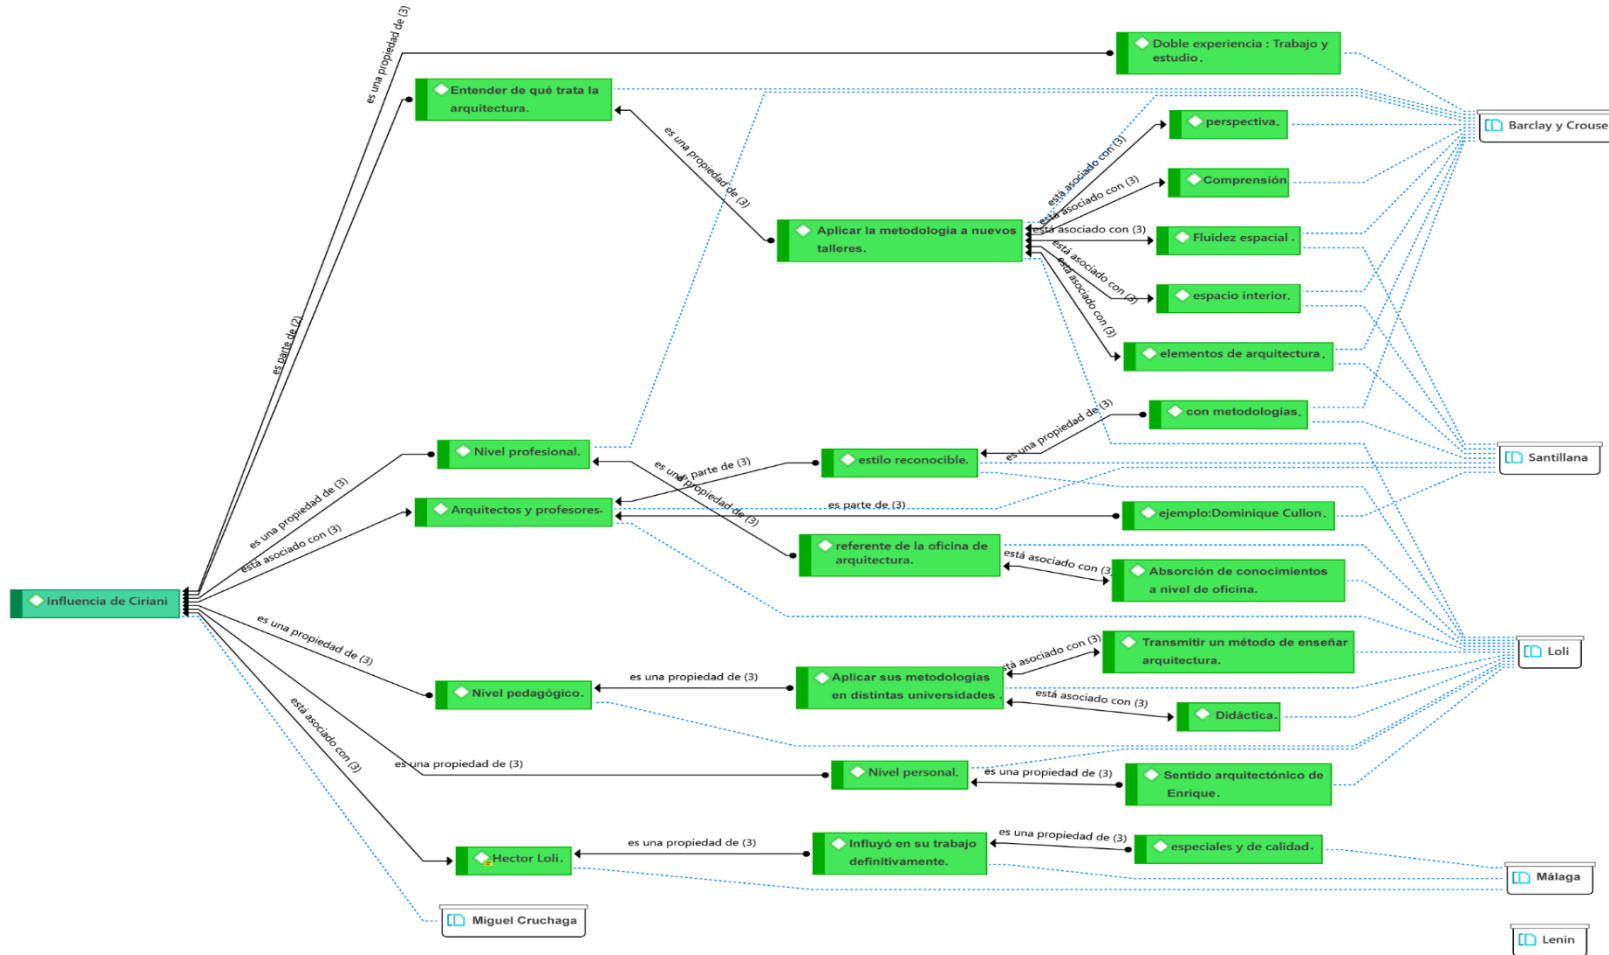 es una propiedad de (3)
Doble experiencia : Trabajo y
estudio.
Entender de qué trata la
arquitectura.
Barclay y Crouse
perspectiva.
es una propiedad de (3)
está asociado con (3)
Comprensión
está asociado con (3)
Aplicar la metodología a nuevos
talleres.
está asociado con (3)
Fluidez espacial .
está asociado con (3)
espacio interior.
está asociado con (3)
es parte de (2)
elementos de arquitectura.
con metodologías.
es una propiedad de (3)
Nivel profesional.
estilo reconocible.
Santillana
es parte de (3)
es una propiedad de (3)
es una propiedad de (3)
Arquitectos y profesores.
es parte de (3)
ejemplo:Dominique Cullon.
está asociado con (3)
referente de la oficina de
arquitectura.
está asociado con (3)
Absorción de conocimientos
a nivel de oficina.
Influencia de Ciriani
es una propiedad de (3)
está asociado con (3)
Transmitir un método de enseñar
arquitectura.
Loli
Nivel pedagógico.
es una propiedad de (3)
Aplicar sus metodologías
en distintas universidades .
está asociado con (3)
Didáctica.
está asociado con (3)
es una propiedad de (3)
Nivel personal.
es una propiedad de (3)
Sentido arquitectónico de
Enrique.
Hector Loli.
es una propiedad de (3)
Influyó en su trabajo
definitivamente.
es una propiedad de (3)
especiales y de calidad.
Málaga
Miguel Cruchaga
Lenin